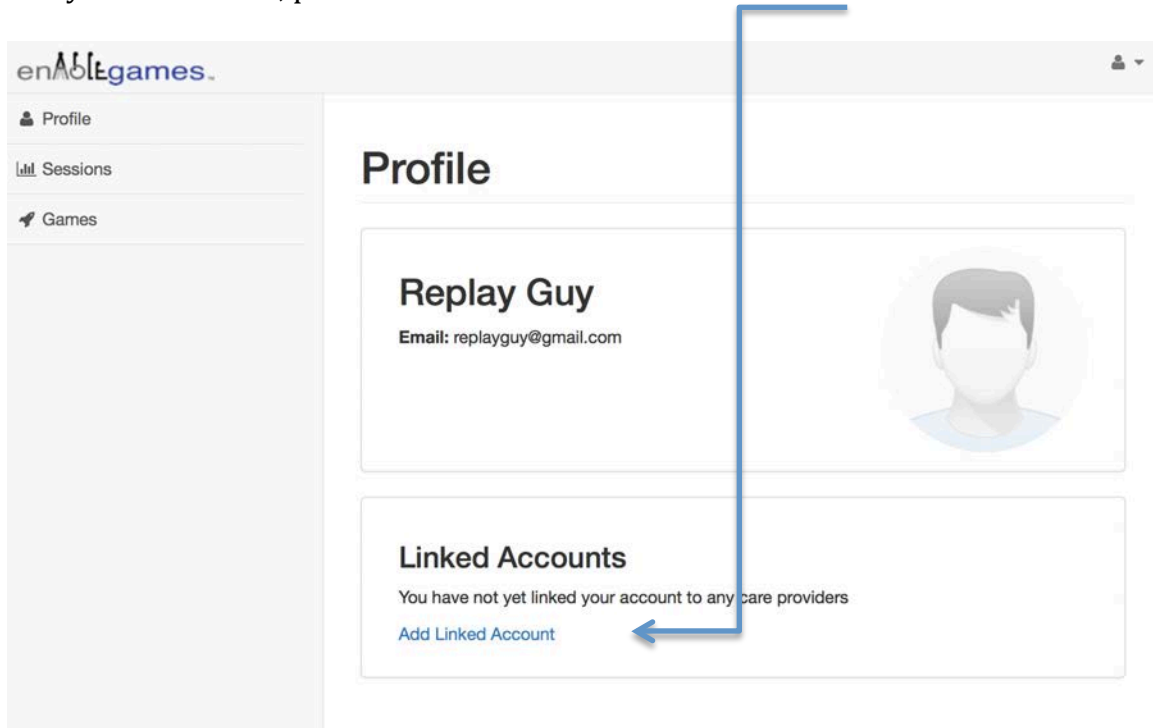 enAbLEgames™
Profile
Sessions
Games
Profile
Replay Guy
Email: replayguy@gmail.com
Linked Accounts
You have not yet linked your account to any care providers
Add Linked Account